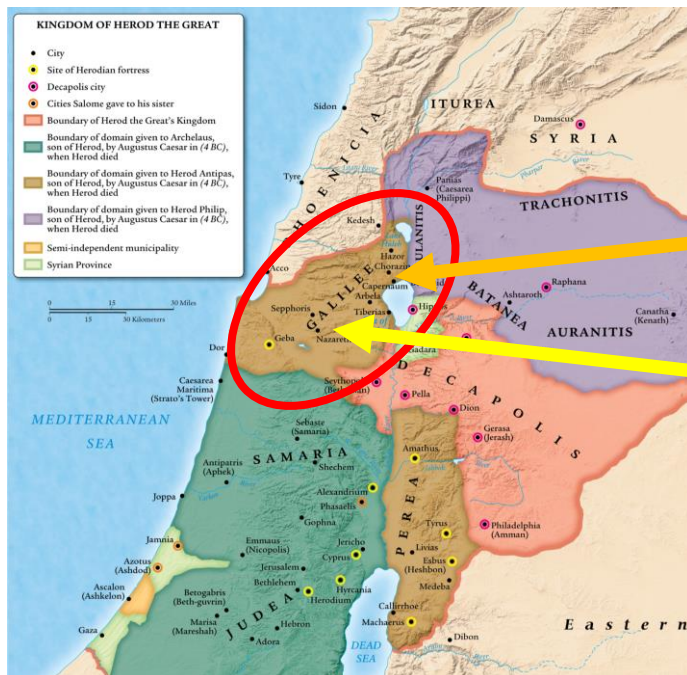 KINGDOM OF HEROD THE GREAT
City
Site of Herodian fortress
Decapolis city
Cities Salome gave to his sister
Boundary of Herod the Great's Kingdom
Boundary of domain given to Archelaus,
son of Herod, by Augustus Caesar in (4 BC),
when Herod died
Boundary of domain given to Herod Antipas,
son of Herod, by Augustus Caesar in (4 BC),
when Herod died
Boundary of domain given to Herod Philip,
son of Herod, by Augustus Caesar in (4 BC),
when Herod died
Semi-independent municipality
Syrian Province
0 15 30 Miles
0 15 30 Kilometers
Sidon
ITUREA
Damascus
SYRIA
Pharpar River
PHOENICIA
Tyre
Panias
(Caesarea
Philippi)
TRACHONITIS
Kedesh
ULANITIS
Hazor
Chorazin
Capernaum
Acco
GALILEE
Arbela
Tiberias
Sepphoris
Nazareth
Geba
Hippos
BATANEA
Raphana
Ashtaroth
Canatha
(Kenath)
AURANITIS
Gadara
Dor
Caesarea
Maritima
(Strato's Tower)
MEDITERRANEAN
SEA
DECAPOLIS
Pella
Dion
Gerasa
(Jerash)
Sebaste
(Samaria)
SAMARIA
Shechem
Amathus
Antipatris
(Aphek)
Alexandrium
Phasaelis
Joppa
Gophna
PEREA
Tyrus
Philadelphia
(Amman)
Jamnia
Emmaus
(Nicopolis)
Jericho
Cyprus
Livias
Esbus
(Heshbon)
Azotus
(Ashdod)
Jerusalem
Bethlehem
Hyrcania
Medeba
Ascalon
(Ashkelon)
Betogabris
(Beth-guvrin)
Herodium
JUDEA
Marisa
(Mareshah)
Hebron
Adora
Callirrhoe
Machaerus
Gaza
DEAD
SEA
Dibon
Eastern